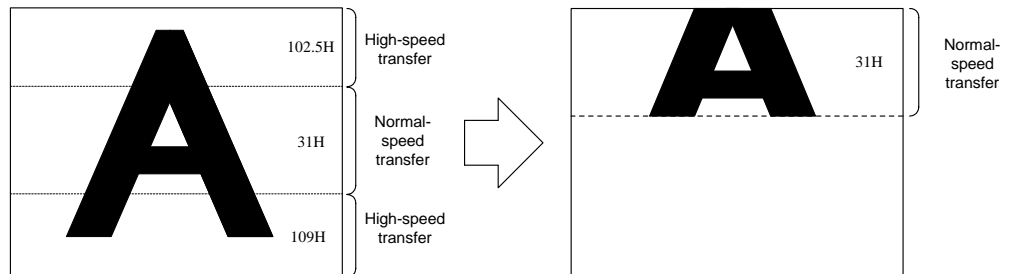 102.5H
High-speed
transfer
31H
Normal-
speed
transfer
109H
High-speed
transfer
A
31H
Normal-
speed
transfer